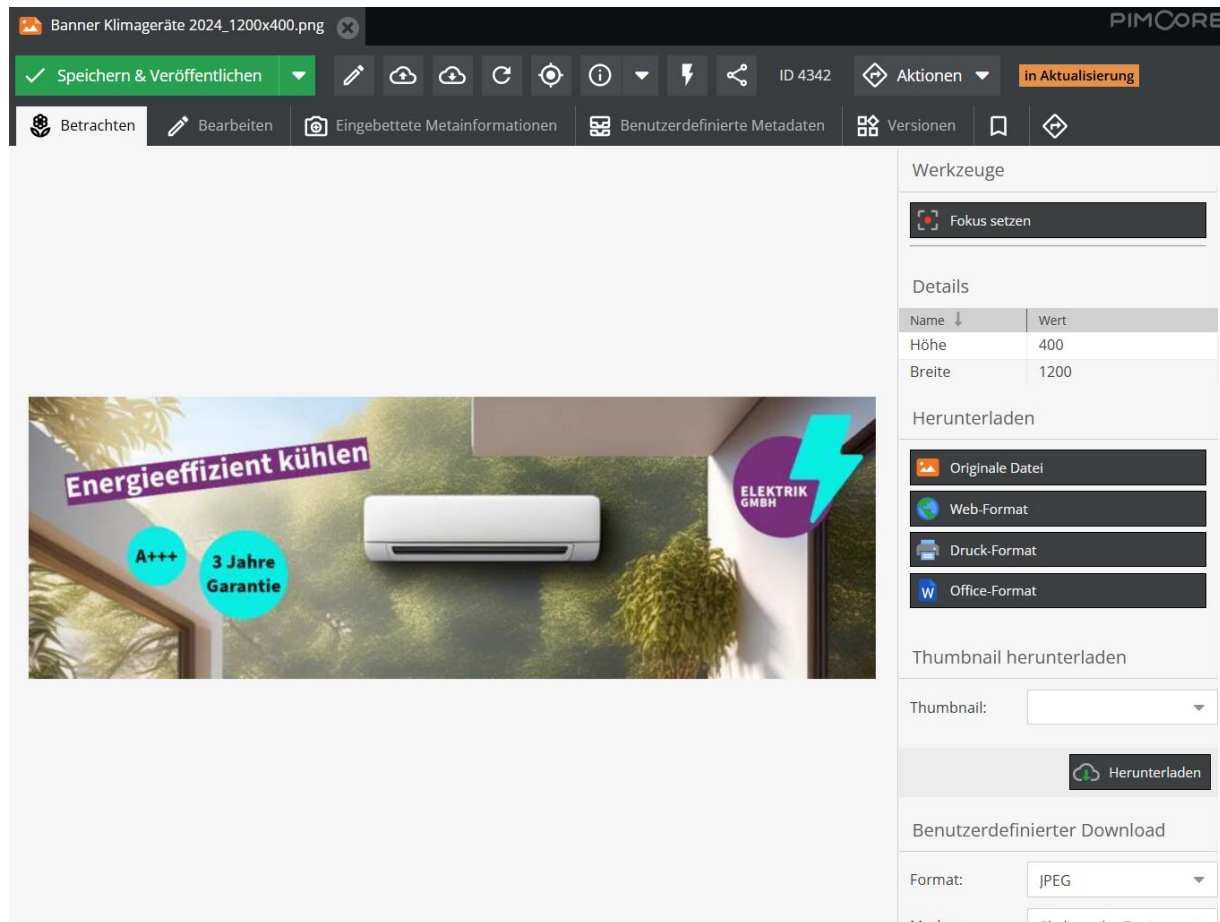 Banner Klimageräte 2024_1200x400.png
PIMCORE
Speichern & Veröffentlichen
ID 4342
Aktionen
in Aktualisierung
Betrachten
Bearbeiten
Eingebettete Metainformationen
Benutzerdefinierte Metadaten
Versionen
Werkzeuge
Fokus setzen
Details
Name
Wert
Höhe
400
Breite
1200
Energieeffizient kühlen
A+++
3 Jahre
Garantie
ELEKTRIK
GMBH
Herunterladen
Originale Datei
Web-Format
Druck-Format
W
Office-Format
Thumbnail herunterladen
Thumbnail:
Herunterladen
Benutzerdefinierter Download
Format:
JPEG